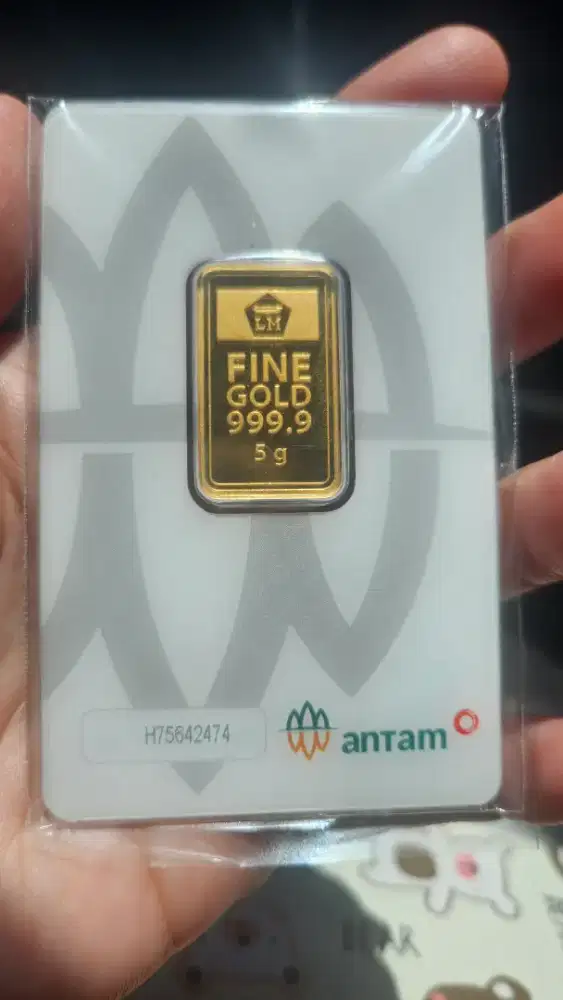 LM
FINE
GOLD
999.9
5 g
H75642474
antam